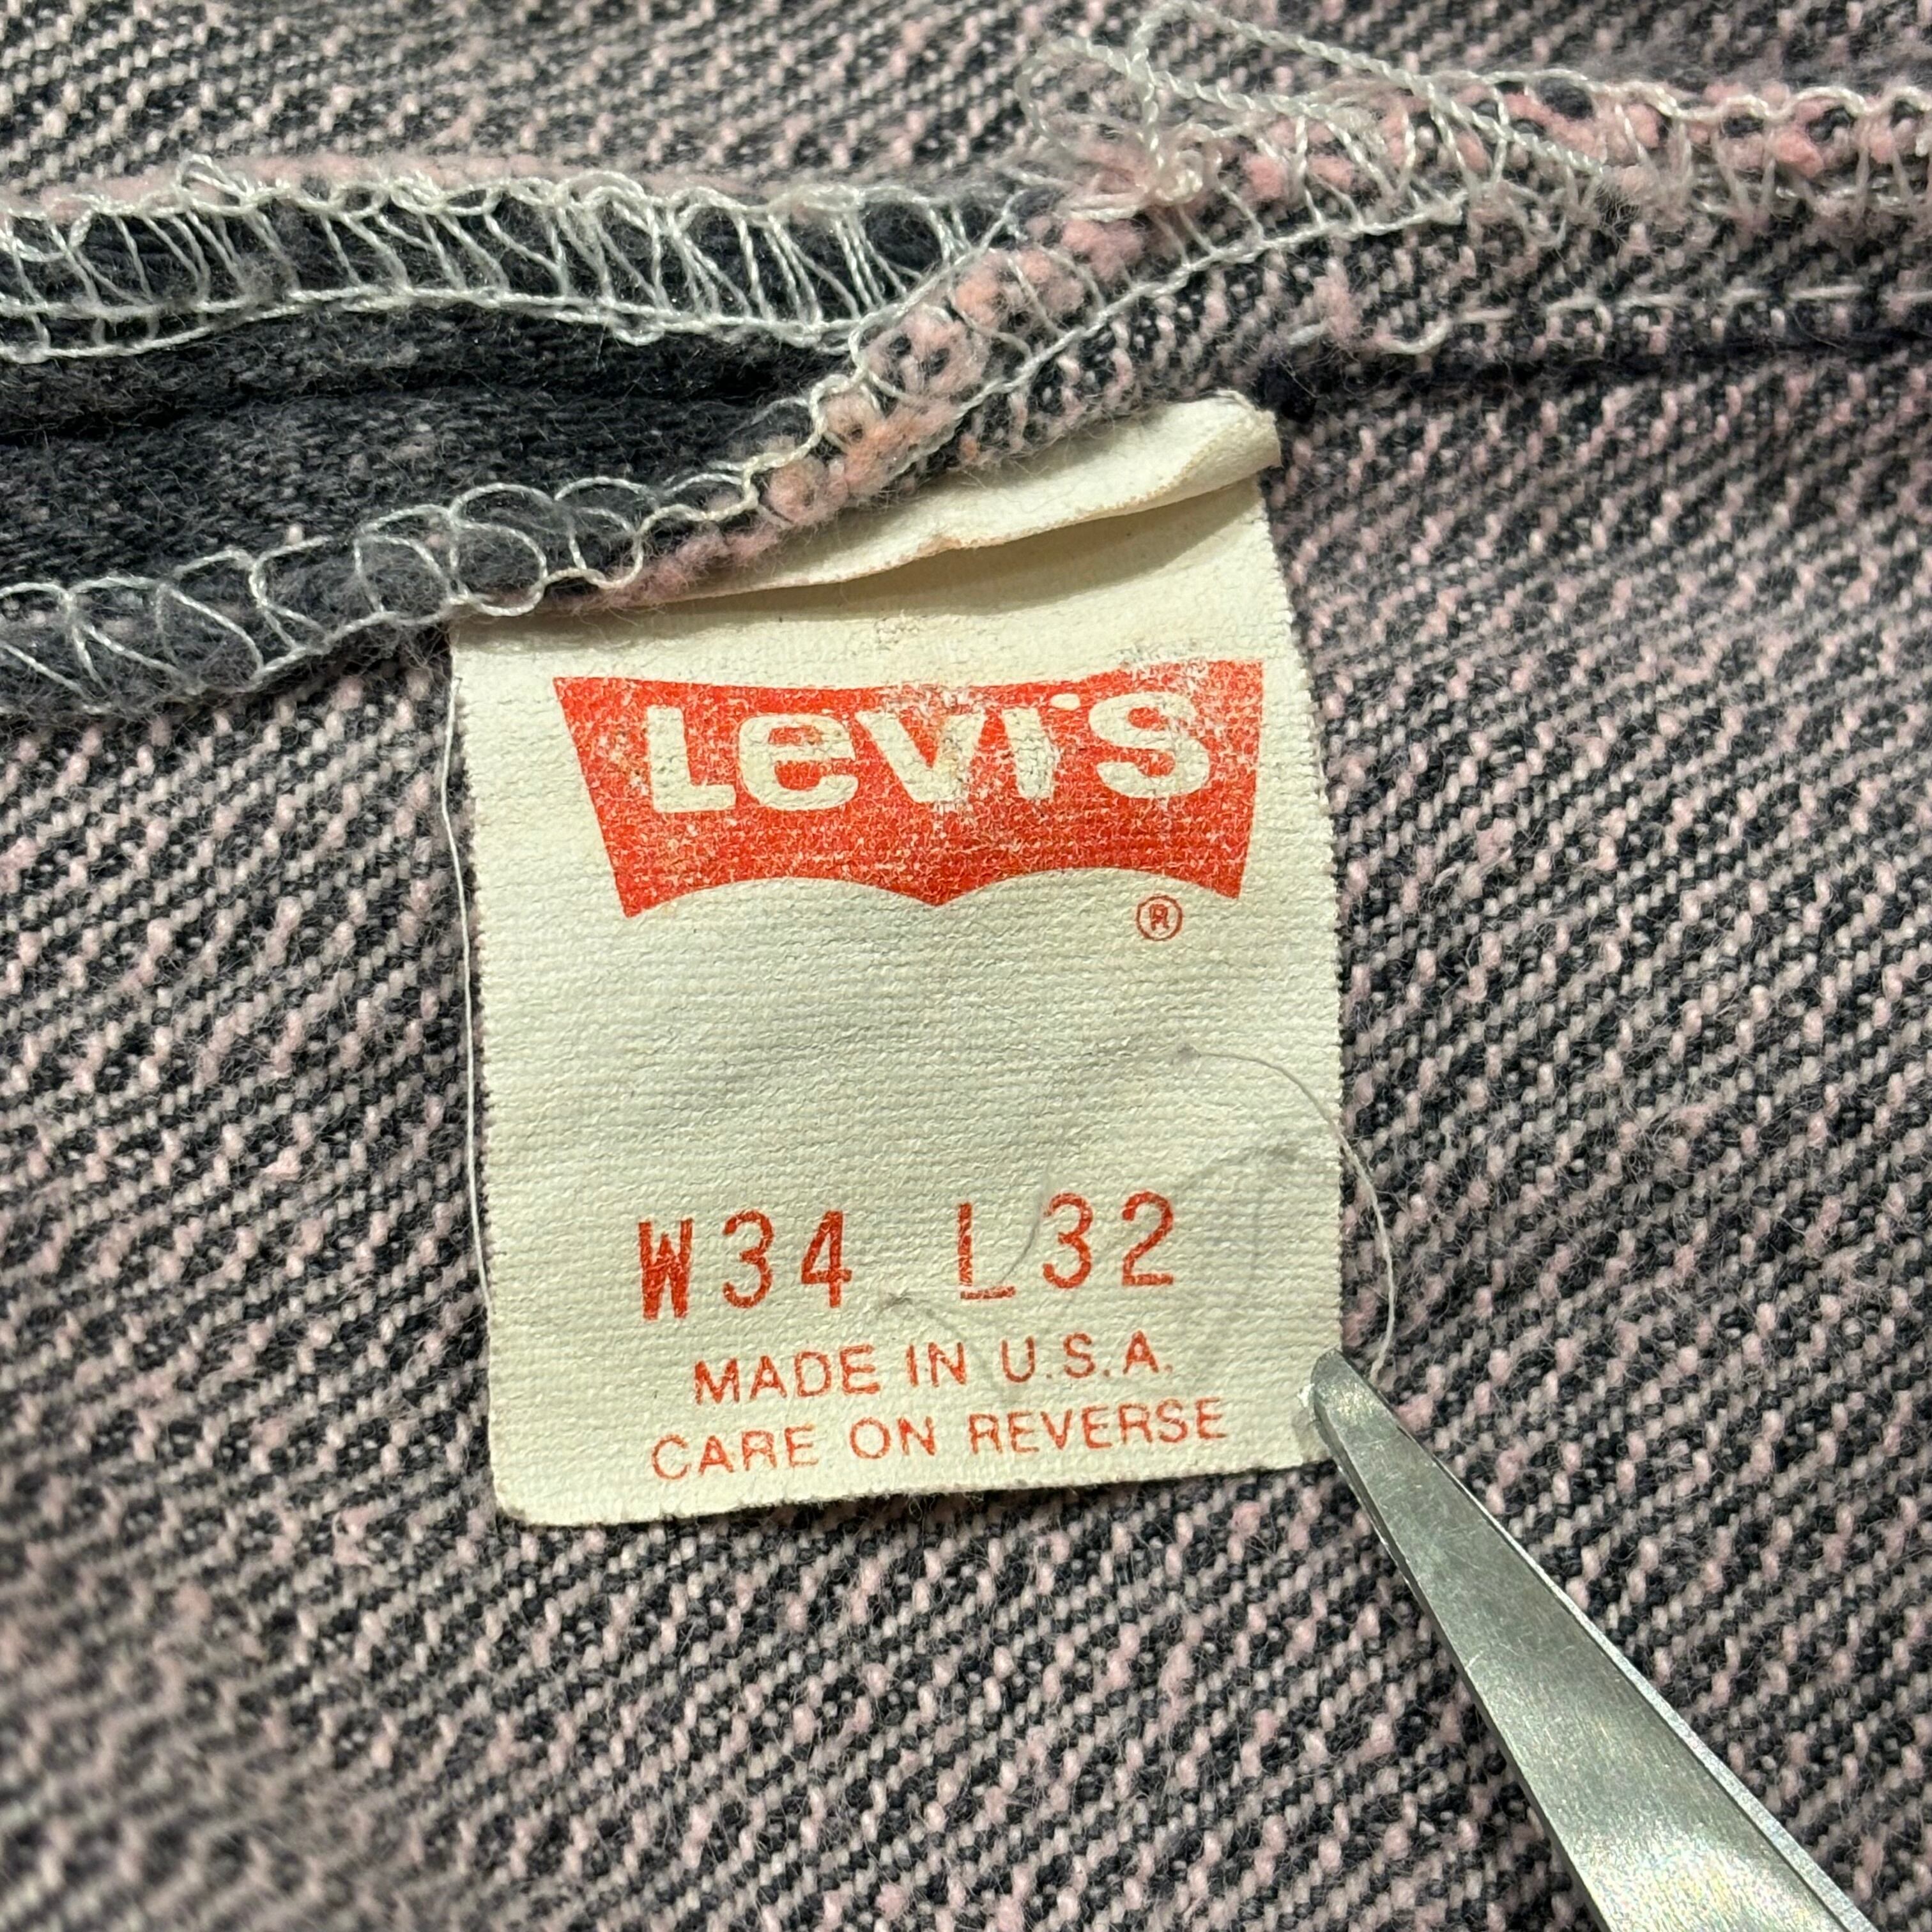 Levi's
®
W34 L32
MADE IN U.S.A.
CARE ON REVERSE